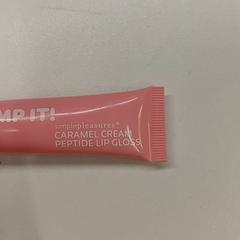 MP IT!
simplepleasures®
CARAMEL CREAM
PEPTIDE LIP GLOSS